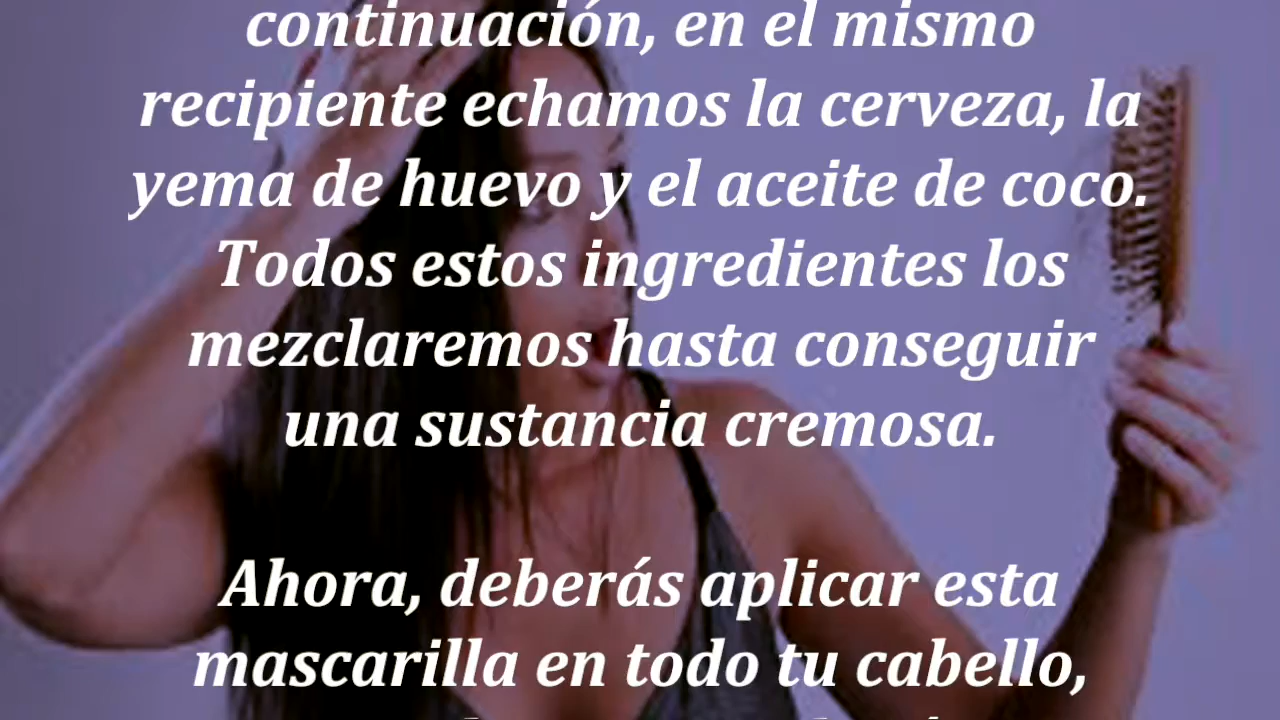 continuación, en el mismo
recipiente echamos la cerveza, la
yema de huevo y el aceite de coco.
Todos estos ingredientes los
mezclaremos hasta conseguir
una sustancia cremosa.
Ahora, deberás aplicar esta
mascarilla en todo tu cabello,